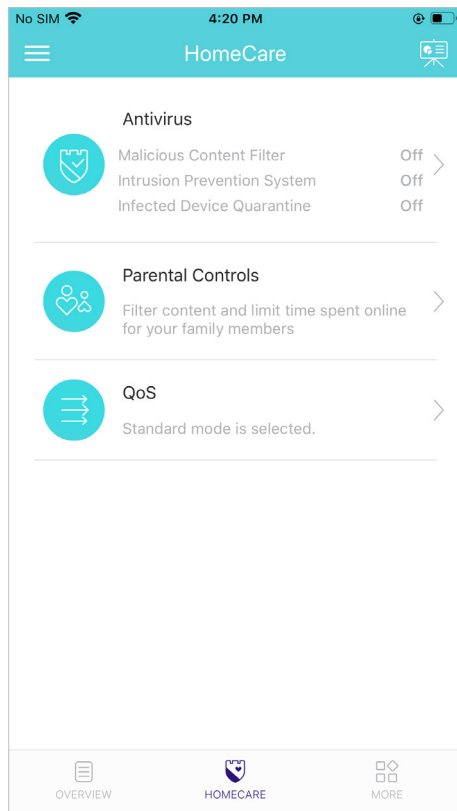 No SIM 4:20 PM
HomeCare
Antivirus
Malicious Content Filter Off
Intrusion Prevention System Off
Infected Device Quarantine Off
Parental Controls
Filter content and limit time spent online
for your family members
QoS
Standard mode is selected.
OVERVIEW HOMECARE MORE